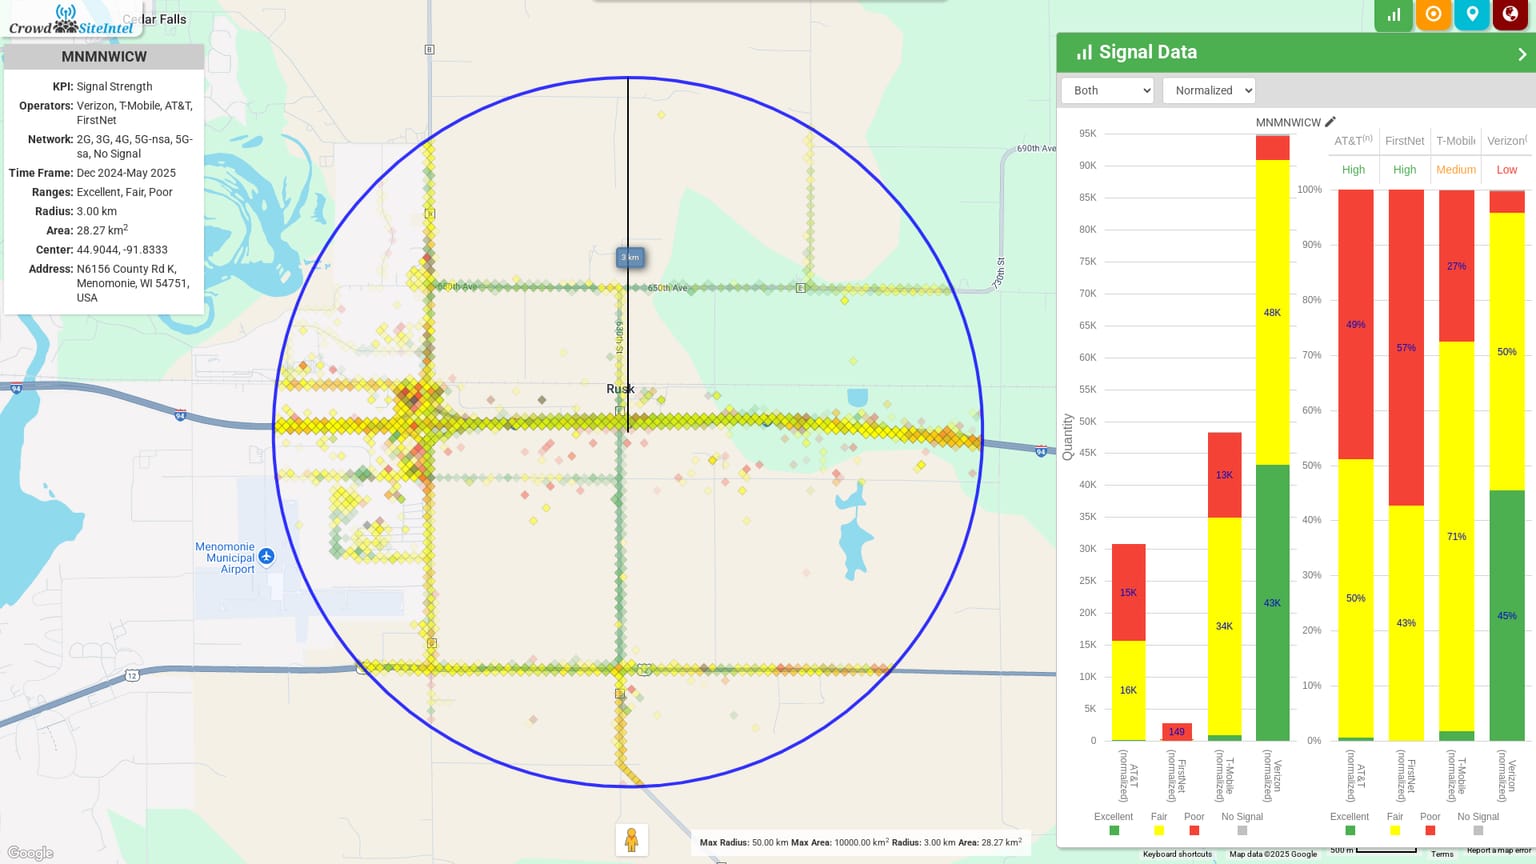 Crowd SiteIntel
Cedar Falls
MNMNWICW
KPI: Signal Strength
Operators: Verizon, T-Mobile, AT&T,
FirstNet
Network: 2G, 3G, 4G, 5G-nsa, 5G-
sa, No Signal
Time Frame: Dec 2024-May 2025
Ranges: Excellent, Fair, Poor
Radius: 3.00 km
Area: 28.27 km²
Center: 44.9044, -91.8333
Address: N6156 County Rd K,
Menomonie, WI 54751,
USA
B
690th Ave
730th St
3 km
650th Ave
650th Ave
E
630th St
Rusk
94
94
94
Menomonie
Municipal
Airport
12
12
Google
Max Radius: 50.00 km Max Area: 10000.00 km² Radius: 3.00 km Area: 28.27 km²
Signal Data
Both
Normalized
MNMNWICW
Quantity
95K
90K
85K
80K
75K
70K
65K
60K
55K
50K
45K
40K
35K
30K
25K
20K
15K
10K
5K
0
15K
16K
149
13K
34K
48K
43K
AT&T (normalized)
FirstNet (normalized)
T-Mobile (normalized)
Verizon (normalized)
Excellent Fair Poor No Signal
AT&T(n) FirstNet T-Mobile Verizon(
High High Medium Low
100%
90%
80%
70%
60%
50%
40%
30%
20%
10%
0%
49%
50%
57%
43%
27%
71%
50%
45%
AT&T (normalized)
FirstNet (normalized)
T-Mobile (normalized)
Verizon (normalized)
Excellent Fair Poor No Signal
Keyboard shortcuts Map data ©2025 Google 500 m Terms Report a map error